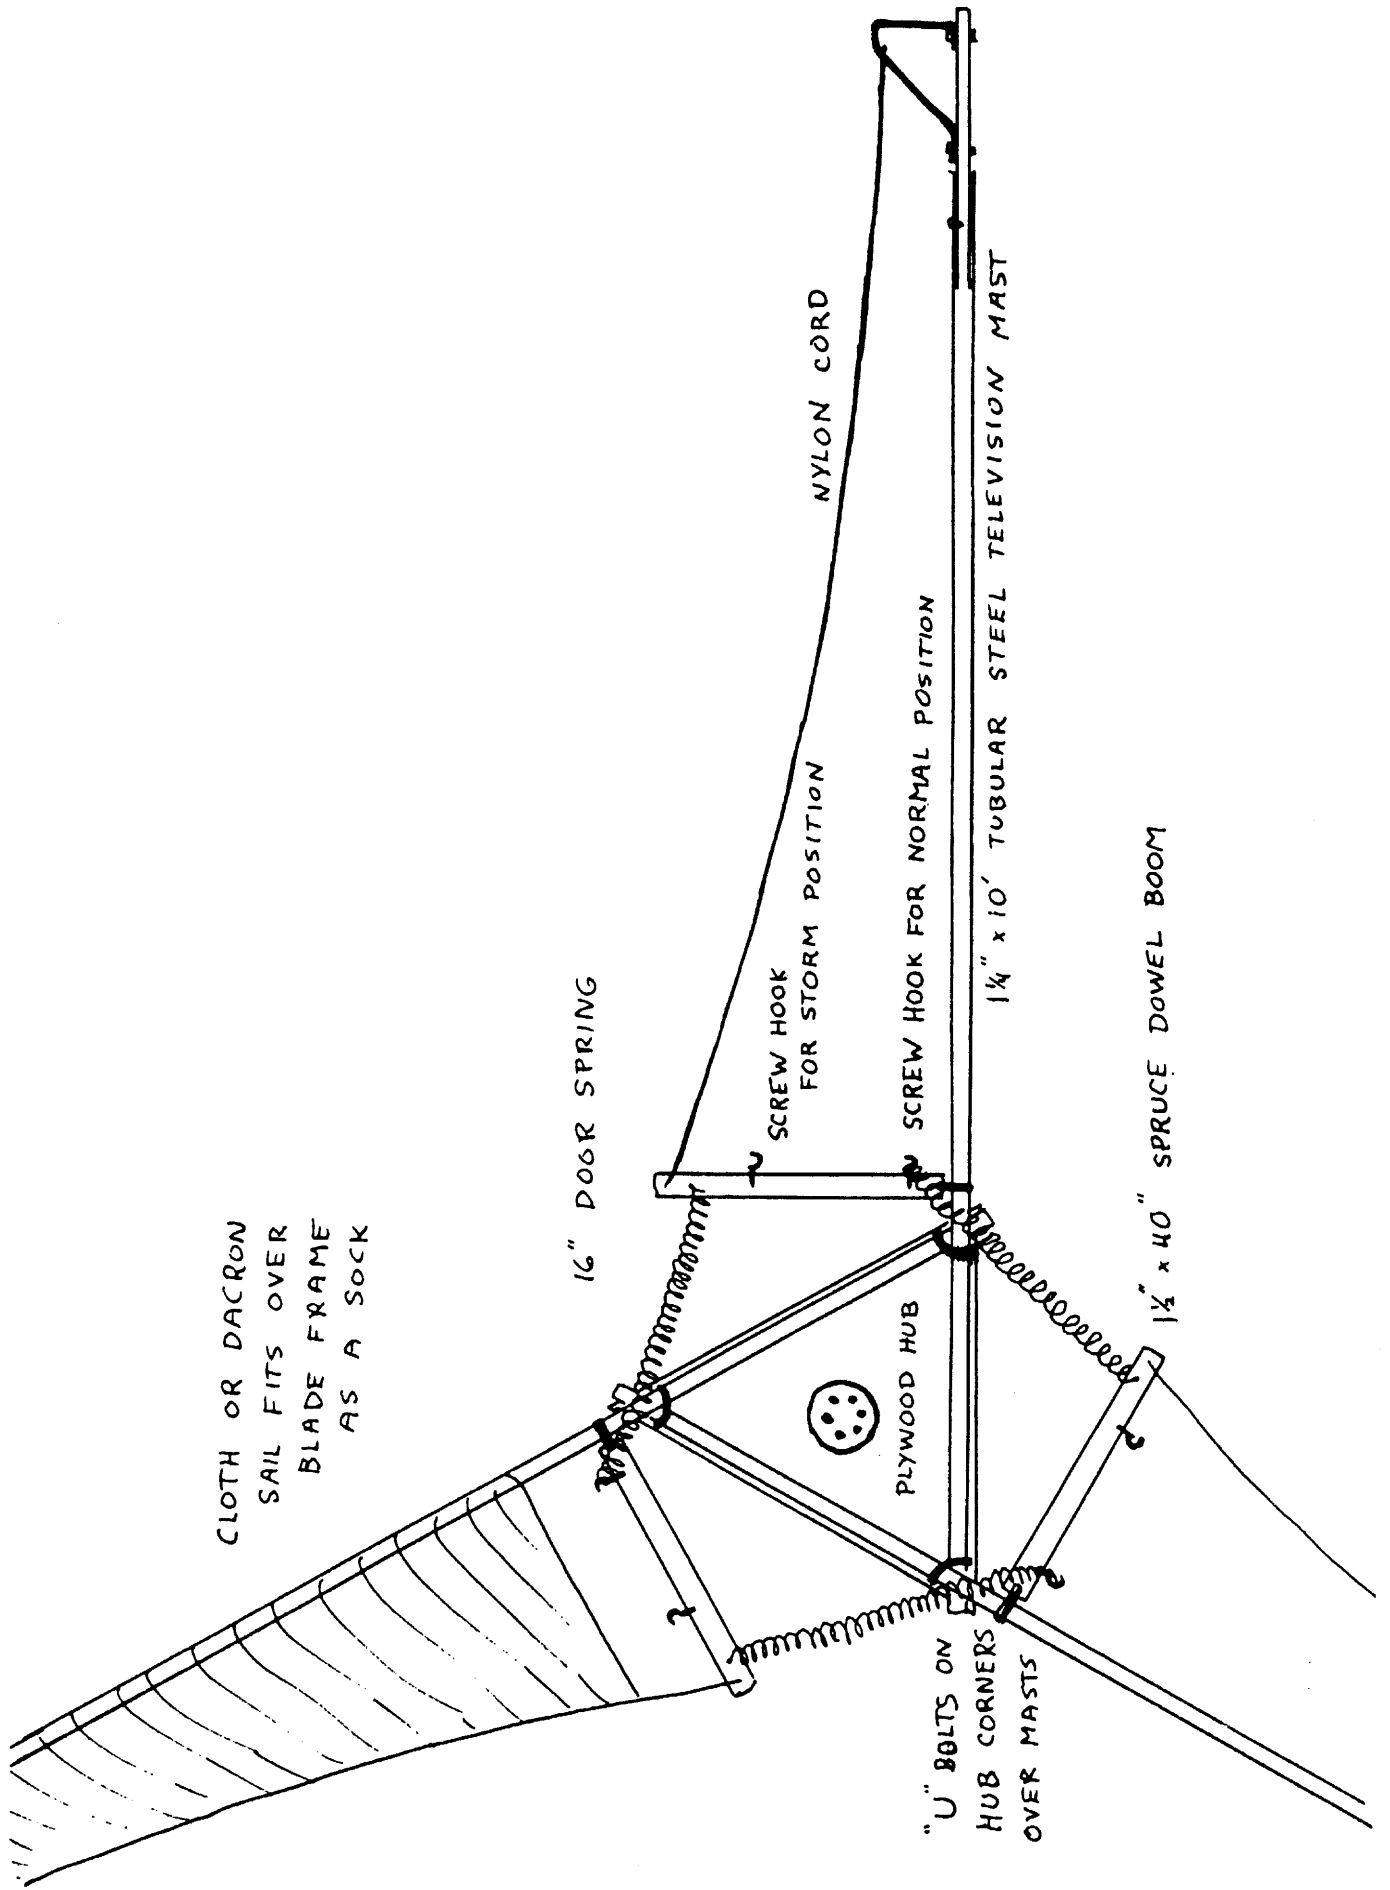 CLOTH OR DACRON
SAIL FITS OVER
BLADE FRAME
AS A SOCK
16" DOOR SPRING
SCREW HOOK
FOR STORM POSITION
NYLON CORD
SCREW HOOK FOR NORMAL POSITION
1¼" x 10' TUBULAR STEEL TELEVISION MAST
PLYWOOD HUB
"U" BOLTS ON
HUB CORNERS
OVER MASTS
1½" x 40" SPRUCE DOWEL BOOM